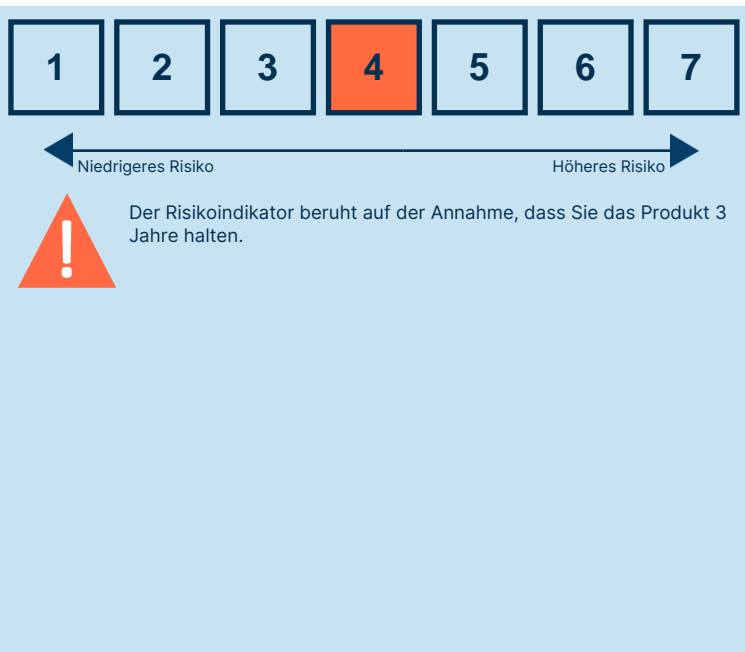 1 2 3 4 5 6 7
Niedrigeres Risiko Höheres Risiko
Der Risikoindikator beruht auf der Annahme, dass Sie das Produkt 3
Jahre halten.